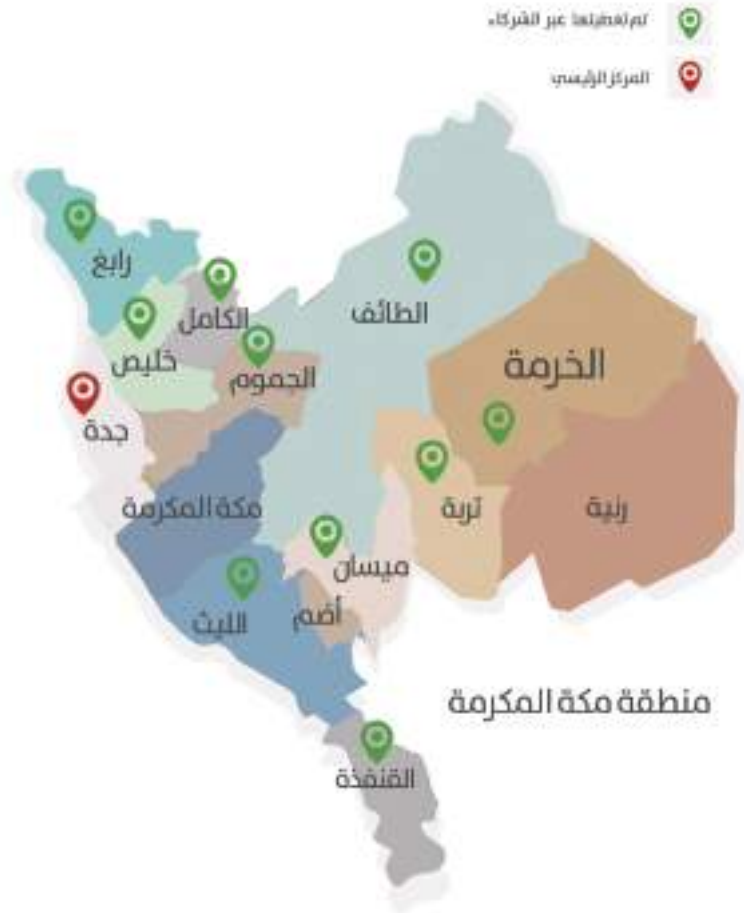 تم تغطيتها عبر الشركاء
المركز الرئيسي
رابغ
الكامل
الطائف
خليص
الجموم
الخرمة
جدة
مكة المكرمة
تربة
رنية
ميسان
أضم
الليث
منطقة مكة المكرمة
القنفذة